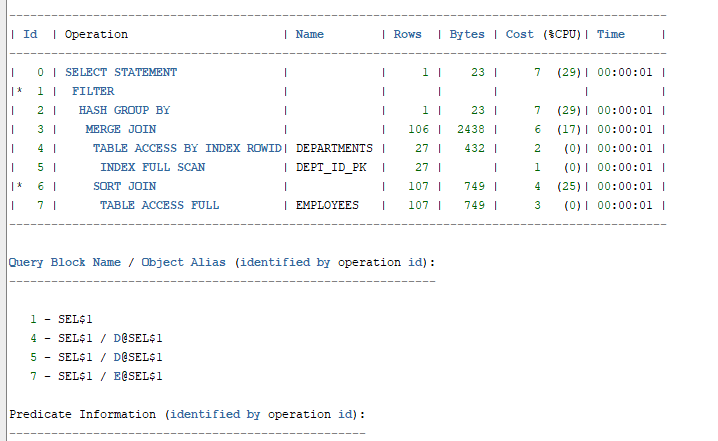 ---------------------------------------------------------------------------------------------
| Id  | Operation                     | Name        | Rows  | Bytes | Cost (%CPU)| Time     |
---------------------------------------------------------------------------------------------
|   0 | SELECT STATEMENT              |             |     1 |    23 |     7  (29)| 00:00:01 |
|*  1 |  FILTER                       |             |       |       |            |          |
|   2 |   HASH GROUP BY               |             |     1 |    23 |     7  (29)| 00:00:01 |
|   3 |    MERGE JOIN                 |             |   106 |  2438 |     6  (17)| 00:00:01 |
|   4 |     TABLE ACCESS BY INDEX ROWID| DEPARTMENTS |    27 |   432 |     2   (0)| 00:00:01 |
|   5 |      INDEX FULL SCAN          | DEPT_ID_PK  |    27 |       |     1   (0)| 00:00:01 |
|*  6 |     SORT JOIN                 |             |   107 |   749 |     4  (25)| 00:00:01 |
|   7 |      TABLE ACCESS FULL        | EMPLOYEES   |   107 |   749 |     3   (0)| 00:00:01 |
---------------------------------------------------------------------------------------------
Query Block Name / Object Alias (identified by operation id):
-------------------------------------------------------------
1 - SEL$1
4 - SEL$1 / D@SEL$1
5 - SEL$1 / D@SEL$1
7 - SEL$1 / E@SEL$1
Predicate Information (identified by operation id):
---------------------------------------------------